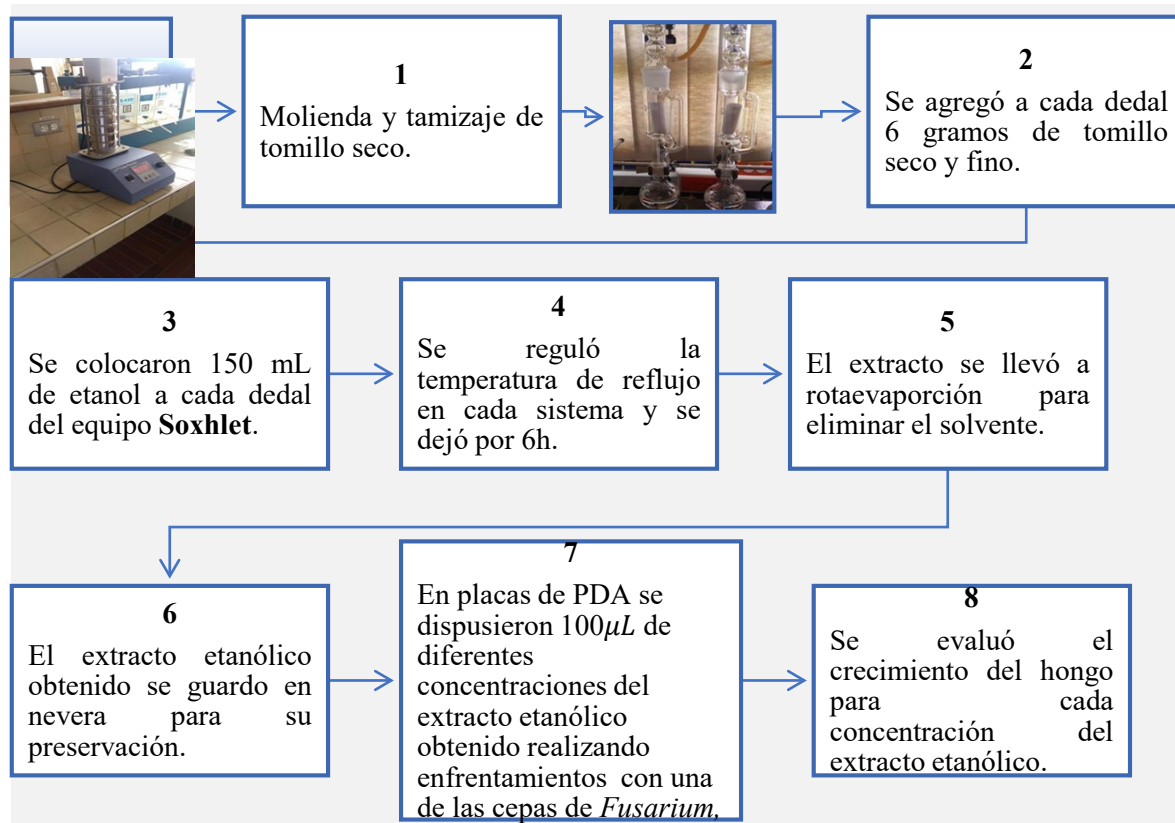 1
Molienda y tamizaje de
tomillo seco.
2
Se agregó a cada dedal
6 gramos de tomillo
seco y fino.
3
Se colocaron 150 mL
de etanol a cada dedal
del equipo Soxhlet.
4
Se reguló la
temperatura de reflujo
en cada sistema y se
dejó por 6h.
5
El extracto se llevó a
rotaevaporción para
eliminar el solvente.
6
El extracto etanólico
obtenido se guardo en
nevera para su
preservación.
7
En placas de PDA se
dispusieron 100𝜇𝐿 de
diferentes
concentraciones del
extracto etanólico
obtenido realizando
enfrentamientos con una
de las cepas de Fusarium,
8
Se evaluó el
crecimiento del hongo
para cada
concentración del
extracto etanólico.